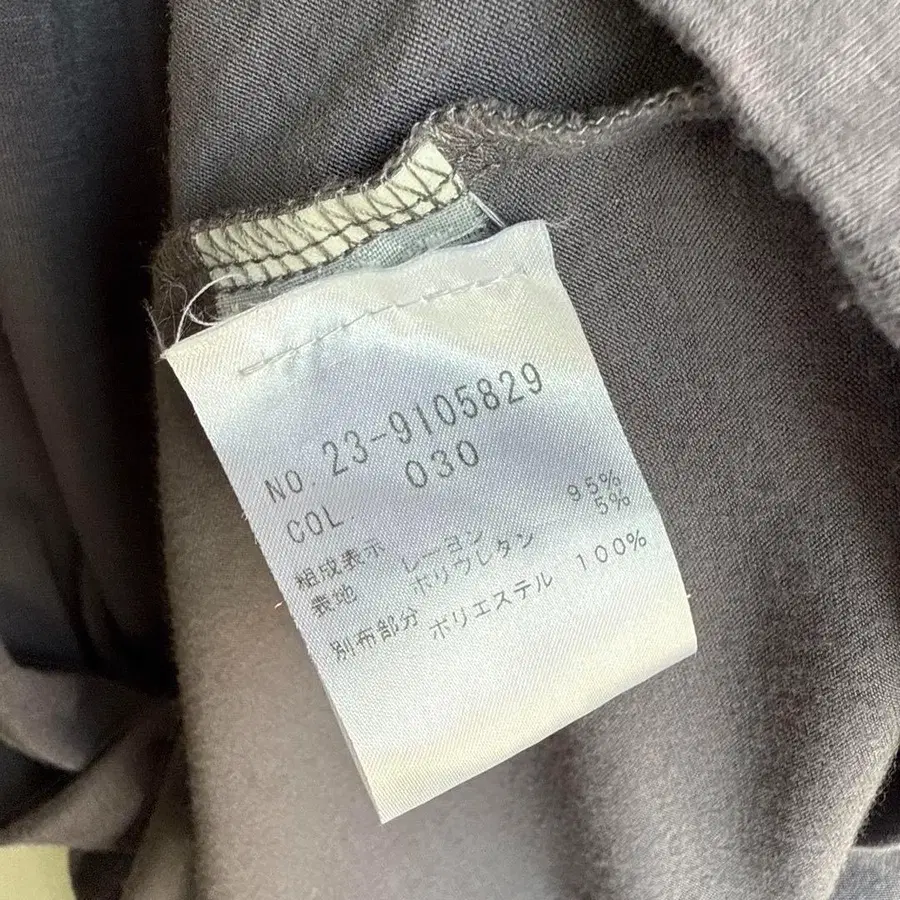 NO. 23-9105829
COL. 030
組成表示
表地 レーヨン 95%
ポリウレタン 5%
別布部分 ポリエステル 100%